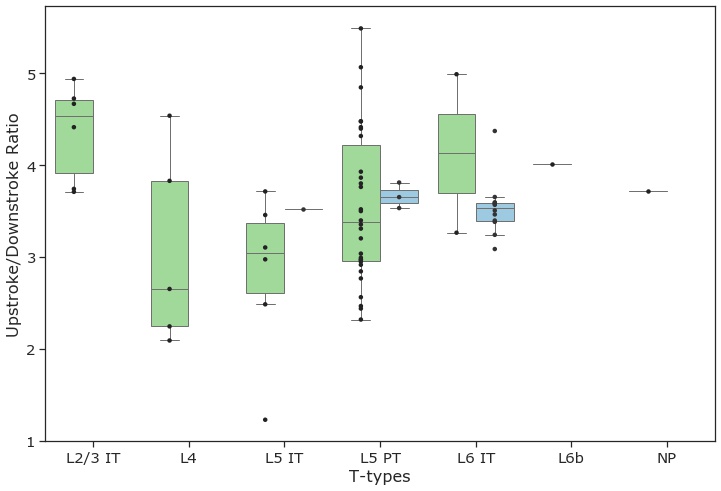 Upstroke/Downstroke Ratio
5
4
3
2
1
L2/3 IT L4 L5 IT L5 PT L6 IT L6b NP
T-types